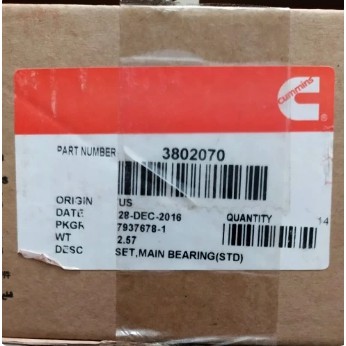 cummins
PART NUMBER 3802070
ORIGIN US
DATE 28-DEC-2016
QUANTITY 14
PKGR 7937678-1
WT 2.57
DESC SET,MAIN BEARING(STD)